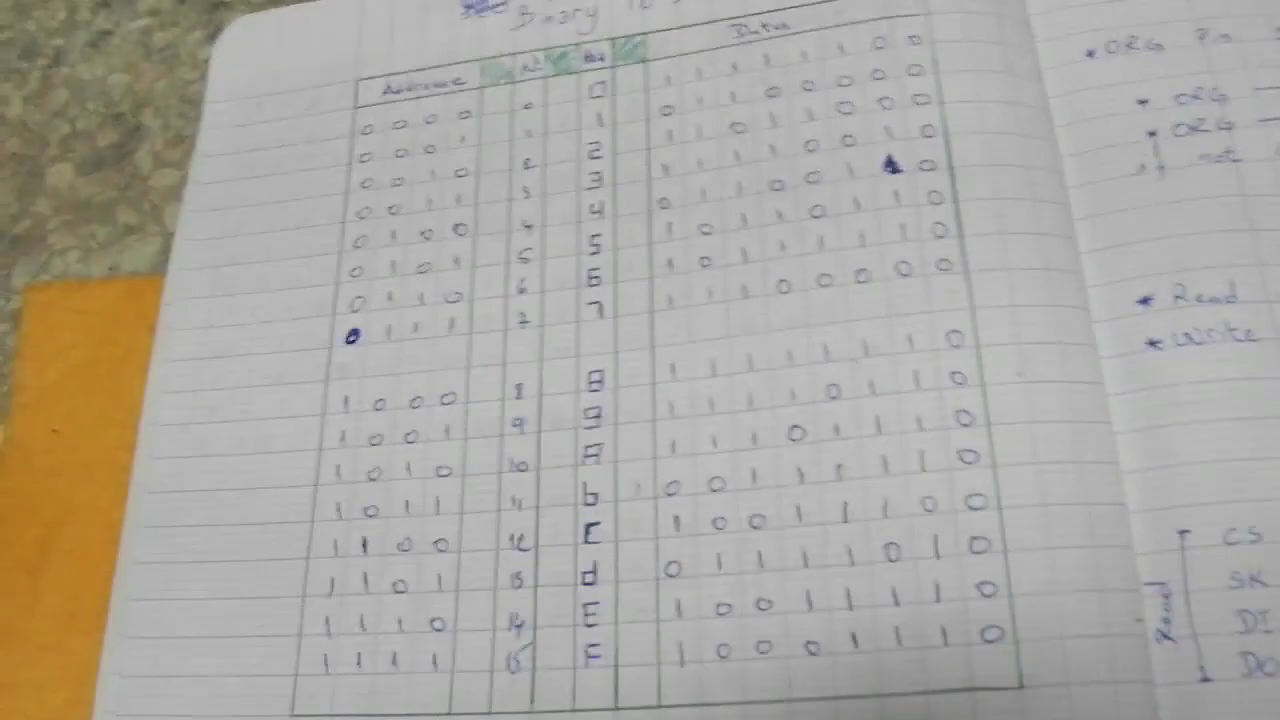 Binary to
Address N° Hex Datas
0 0 0 0 0 0 1 1 1 1 1 1 0 0
0 0 0 1 1 1 0 1 1 0 0 0 0 0
0 0 1 0 2 2 1 1 0 1 1 0 0 0
0 0 1 1 3 3 1 1 1 1 0 0 1 0
0 1 0 0 4 4 0 1 1 0 0 1 1 0
0 1 0 1 5 5 1 0 1 1 0 1 1 0
0 1 1 0 6 6 1 0 1 1 1 1 1 0
0 1 1 1 7 7 1 1 1 0 0 0 0 0
1 0 0 0 8 8 1 1 1 1 1 1 1 0
1 0 0 1 9 9 1 1 1 1 0 1 1 0
1 0 1 0 10 A 1 1 1 0 1 1 1 0
1 0 1 1 11 b 0 0 1 1 1 1 1 0
1 1 0 0 12 C 1 0 0 1 1 1 0 0
1 1 0 1 13 d 0 1 1 1 1 0 1 0
1 1 1 0 14 E 1 0 0 1 1 1 1 0
1 1 1 1 15 F 1 0 0 0 1 1 1 0
* ORG Pin
* ORG —
* ORG —
not
* Read
* Write
Read
CS
SK
DI
DO